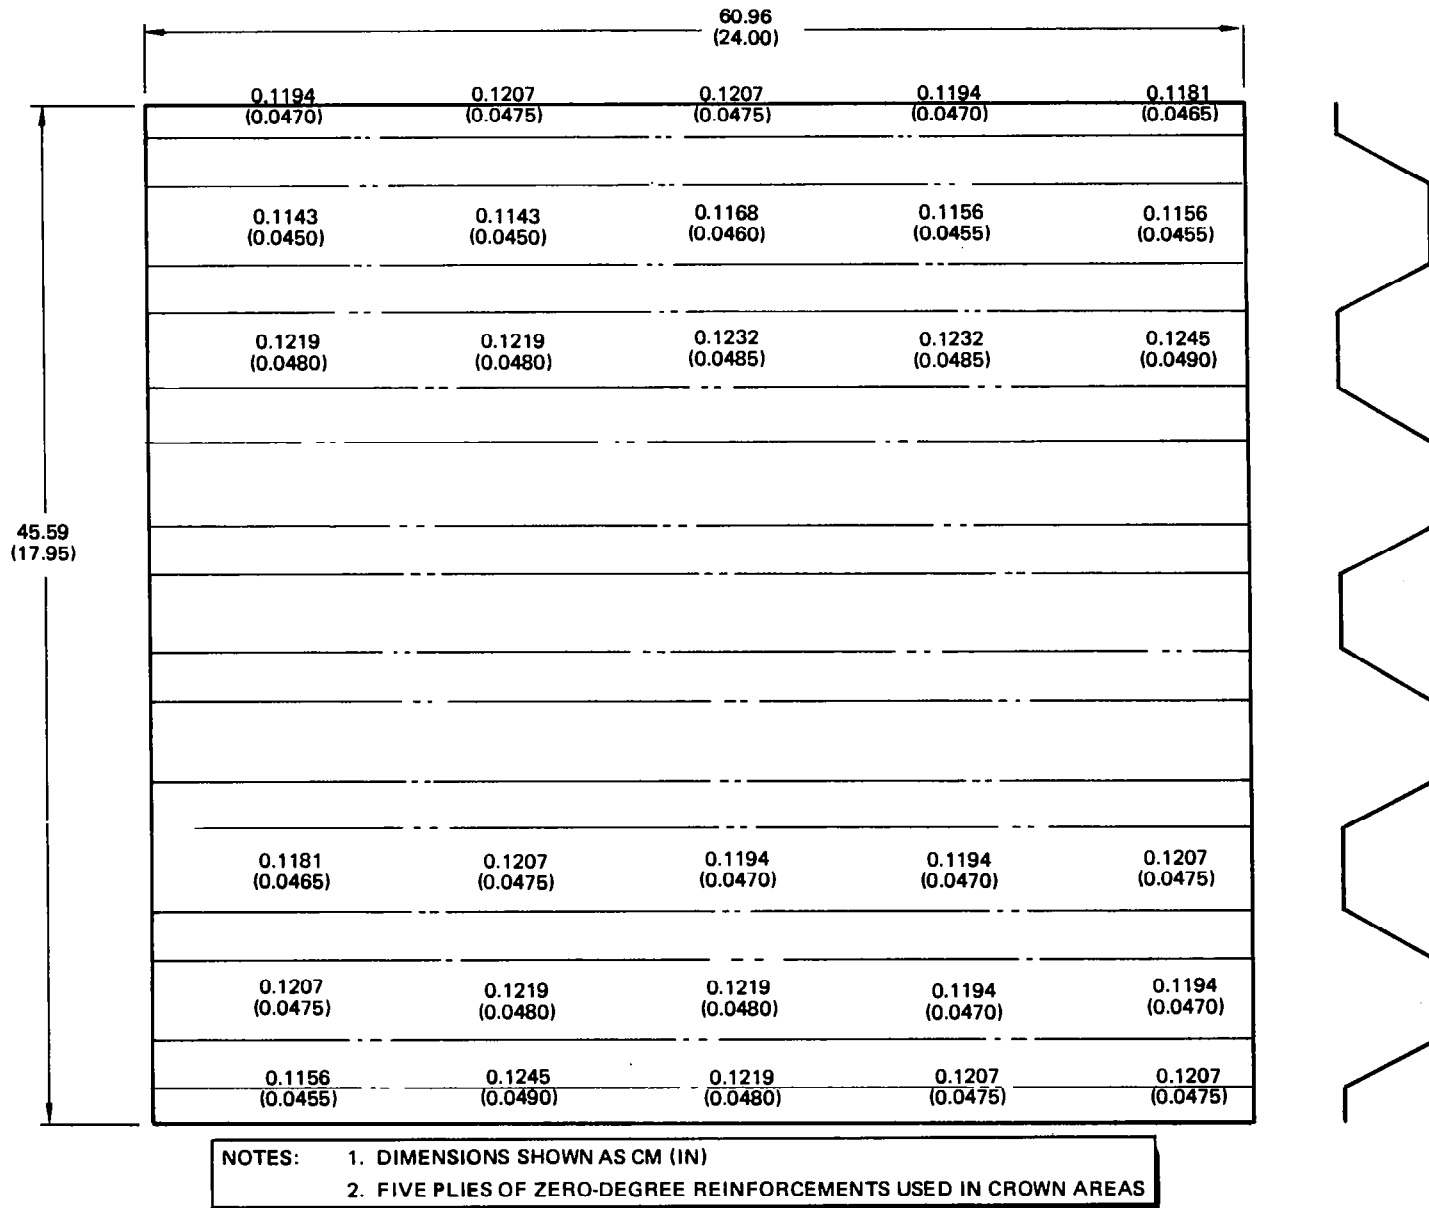 60.96
(24.00)
0.1194 0.1207 0.1207 0.1194 0.1181
(0.0470) (0.0475) (0.0475) (0.0470) (0.0465)
0.1143 0.1143 0.1168 0.1156 0.1156
(0.0450) (0.0450) (0.0460) (0.0455) (0.0455)
0.1219 0.1219 0.1232 0.1232 0.1245
(0.0480) (0.0480) (0.0485) (0.0485) (0.0490)
45.59
(17.95)
0.1181 0.1207 0.1194 0.1194 0.1207
(0.0465) (0.0475) (0.0470) (0.0470) (0.0475)
0.1207 0.1219 0.1219 0.1194 0.1194
(0.0475) (0.0480) (0.0480) (0.0470) (0.0470)
0.1156 0.1245 0.1219 0.1207 0.1207
(0.0455) (0.0490) (0.0480) (0.0475) (0.0475)
NOTES: 1. DIMENSIONS SHOWN AS CM (IN)
2. FIVE PLIES OF ZERO-DEGREE REINFORCEMENTS USED IN CROWN AREAS